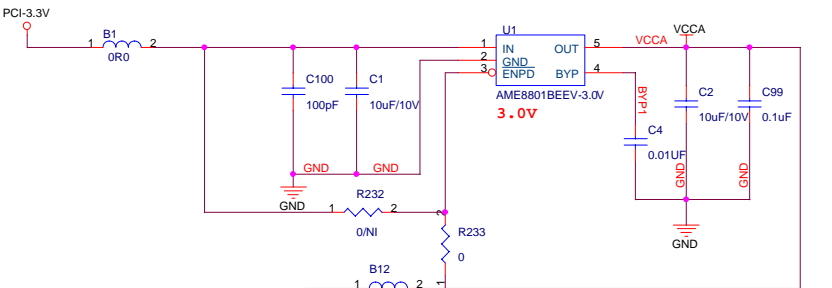 PCI-3.3V
B1
1 2
0R0
U1
1 IN OUT 5
2 GND
3 ENPD BYP 4
AME8801BEEV-3.0V
3.0V
VCCA
VCCA
C100
100pF
C1
10uF/10V
BYP1
C4
0.01UF
C2
10uF/10V
C99
0.1uF
GND GND
GND
GND
GND
GND
R232
1 2
0/NI
2
R233
0
1
B12
1 2